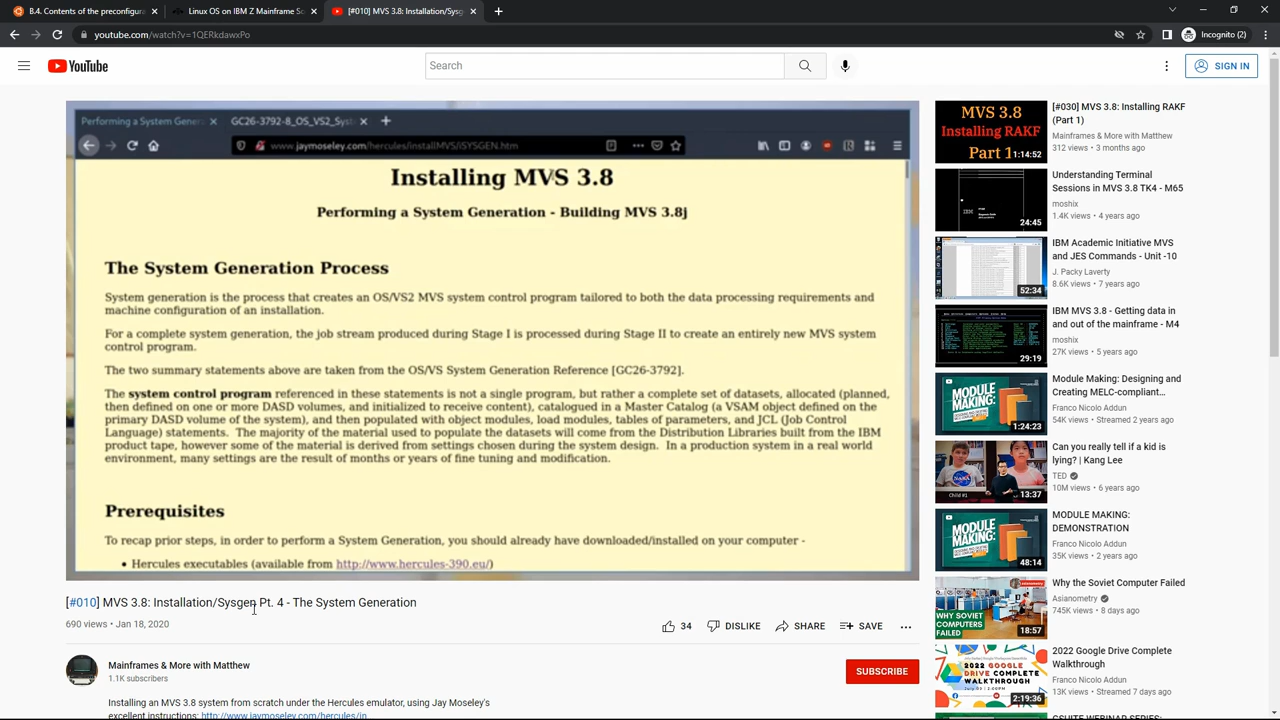 B.4. Contents of the preconfigura
Linux OS on IBM Z Mainframe So
[#010] MVS 3.8: Installation/Sysg
youtube.com/watch?v=1QERkdawxPo
Incognito (2)
YouTube
Search
SIGN IN
Performing a System Gener
GC26-3792-8_OS_VS2_Syst
www.jaymoseley.com/hercules/installMVS/iSYSGEN.htm
Installing MVS 3.8
Performing a System Generation - Building MVS 3.8j
The System Generation Process
System generation is the process that creates an OS/VS2 MVS system control program tailored to both the data processing requirements and
machine configuration of an installation.
For a complete system generation, the job stream produced during Stage I is processed during Stage II to create an entirely new MVS system
control program.
The two summary statements above are taken from the OS/VS System Generation Reference [GC26-3792].
The system control program referenced in these statements is not a single program, but rather a complete set of datasets, allocated (planned,
then defined on one or more DASD volumes, and initialized to receive content), catalogued in a Master Catalog (a VSAM object defined on the
primary DASD volume of the system), and then populated with object modules, load modules, tables of parameters, and JCL (Job Control
Language) statements. The majority of the material used to populate the datasets will come from the Distribution Libraries built from the IBM
product tape, however some of the material is derived from settings chosen during the system design. In a production system in a real world
environment, many settings are the result of months or years of fine tuning and modification.
Prerequisites
To recap prior steps, in order to perform a System Generation, you should already have downloaded/installed on your computer -
• Hercules executables (available from http://www.hercules-390.eu/)
[#010] MVS 3.8: Installation/Sysgen Pt. 4 - The System Generation
690 views • Jan 18, 2020
34
DISLIKE
SHARE
SAVE
Mainframes & More with Matthew
1.1K subscribers
SUBSCRIBE
Installing an MVS 3.8 system from scratch under the Hercules emulator, using Jay Moseley's
excellent instructions: http://www.jaymoseley.com/hercules/in...
MVS 3.8
Installing RAKF
Part 1
1:14:52
[#030] MVS 3.8: Installing RAKF
(Part 1)
Mainframes & More with Matthew
312 views • 3 months ago
IBM
24:45
Understanding Terminal
Sessions in MVS 3.8 TK4 - M65
moshix
1.4K views • 4 years ago
52:34
IBM Academic Initiative MVS
and JES Commands - Unit -10
J. Packy Laverty
8.6K views • 7 years ago
29:19
IBM MVS 3.8 - Getting data in
and out of the mainframe - M4
moshix
27K views • 5 years ago
MODULE
MAKING:
1:24:23
Module Making: Designing and
Creating MELC-compliant...
Franco Nicolo Addun
54K views • Streamed 2 years ago
NASA
Child #1
13:37
Can you really tell if a kid is
lying? | Kang Lee
TED
10M views • 6 years ago
MODULE
MAKING:
48:14
MODULE MAKING:
DEMONSTRATION
Franco Nicolo Addun
35K views • 2 years ago
asianometry
WHY SOVIET
COMPUTERS
FAILED
18:57
Why the Soviet Computer Failed
Asianometry
745K views • 8 days ago
2022 GOOGLE
DRIVE COMPLETE
WALKTHROUGH
2:19:36
2022 Google Drive Complete
Walkthrough
Franco Nicolo Addun
13K views • Streamed 7 days ago
GSUITE WEBINAR SERIES: